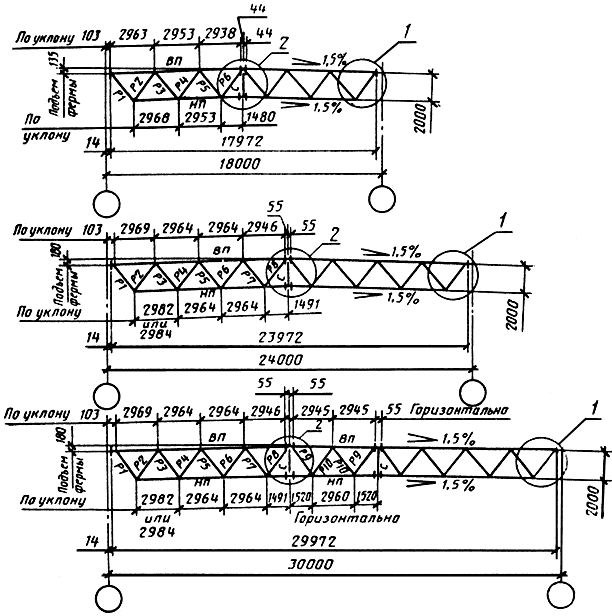 44
По уклону 103 2963 2953 2938 44 2 1
ВП 1,5%
135
Подъем фермы
Р1 Р2 Р3 Р4 Р5 Р6 С
НП 1,5%
2000
По уклону 2968 2953 1480
14 17972
18000
55 55
По уклону 103 2969 2964 2964 2946 2 1
ВП 1,5%
180
Подъем фермы
Р1 Р2 Р3 Р4 Р5 Р6 Р7 Р8 С
НП 1,5%
2000
По уклону 2982 или 2984 2964 2964 1491
14 23972
24000
55 55
По уклону 103 2969 2964 2964 2946 2 2945 2945 55 Горизонтально 1
ВП ВП 1,5%
180
Подъем фермы
Р1 Р2 Р3 Р4 Р5 Р6 Р7 Р8 С Р9 Р10 Р10 Р9 С
НП НП 1,5%
2000
По уклону 2982 или 2984 2964 2964 1491 1520 2960 1520
Горизонтально
14 29972
30000